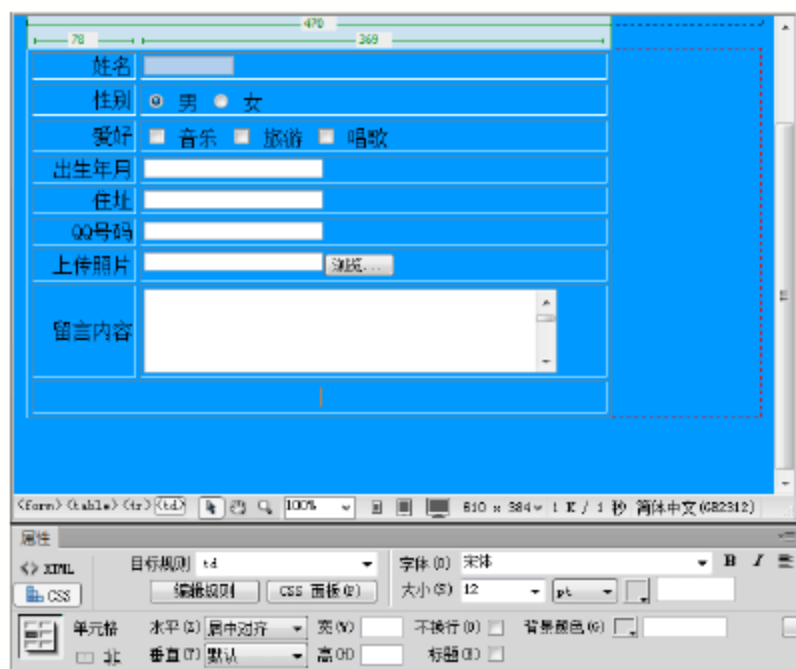 470
78 369
姓名
性别 男 女
爱好 音乐 旅游 唱歌
出生年月
住址
QQ号码
上传照片 浏览...
留言内容
<form> <table> <tr> <td> 100% 610 x 384 1 K / 1 秒 简体中文(GB2312)
属性
<> HTML 目标规则 td 字体(O) 宋体 B I
CSS 编辑规则 CSS 面板(P) 大小(S) 12 pt
单元格 水平(Z) 居中对齐 宽(W) 不换行(O) 背景颜色(G)
垂直(T) 默认 高(H) 标题(E)